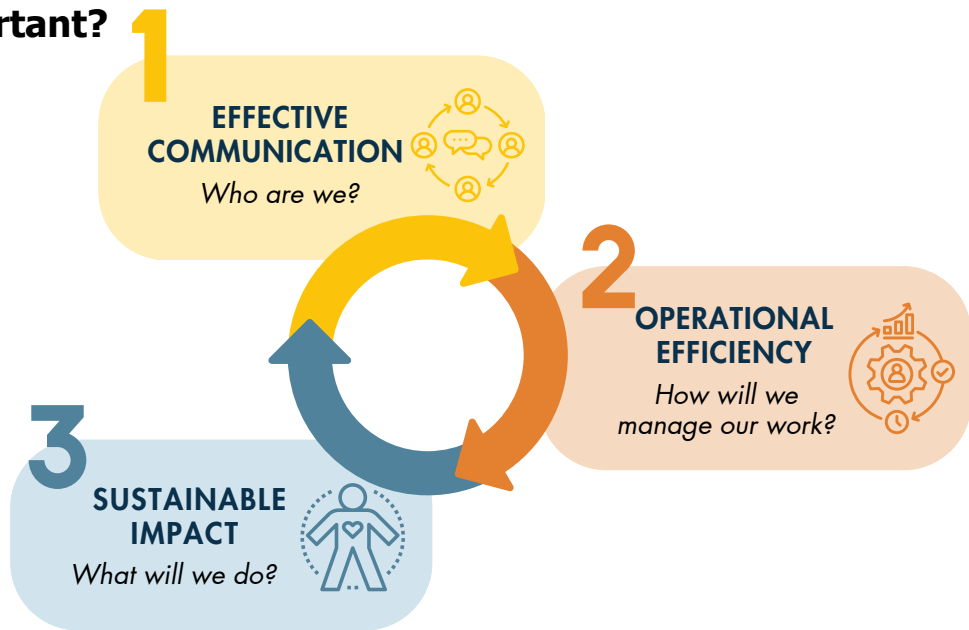 rtant?
1
EFFECTIVE
COMMUNICATION
Who are we?
2
OPERATIONAL
EFFICIENCY
How will we
manage our work?
3
SUSTAINABLE
IMPACT
What will we do?